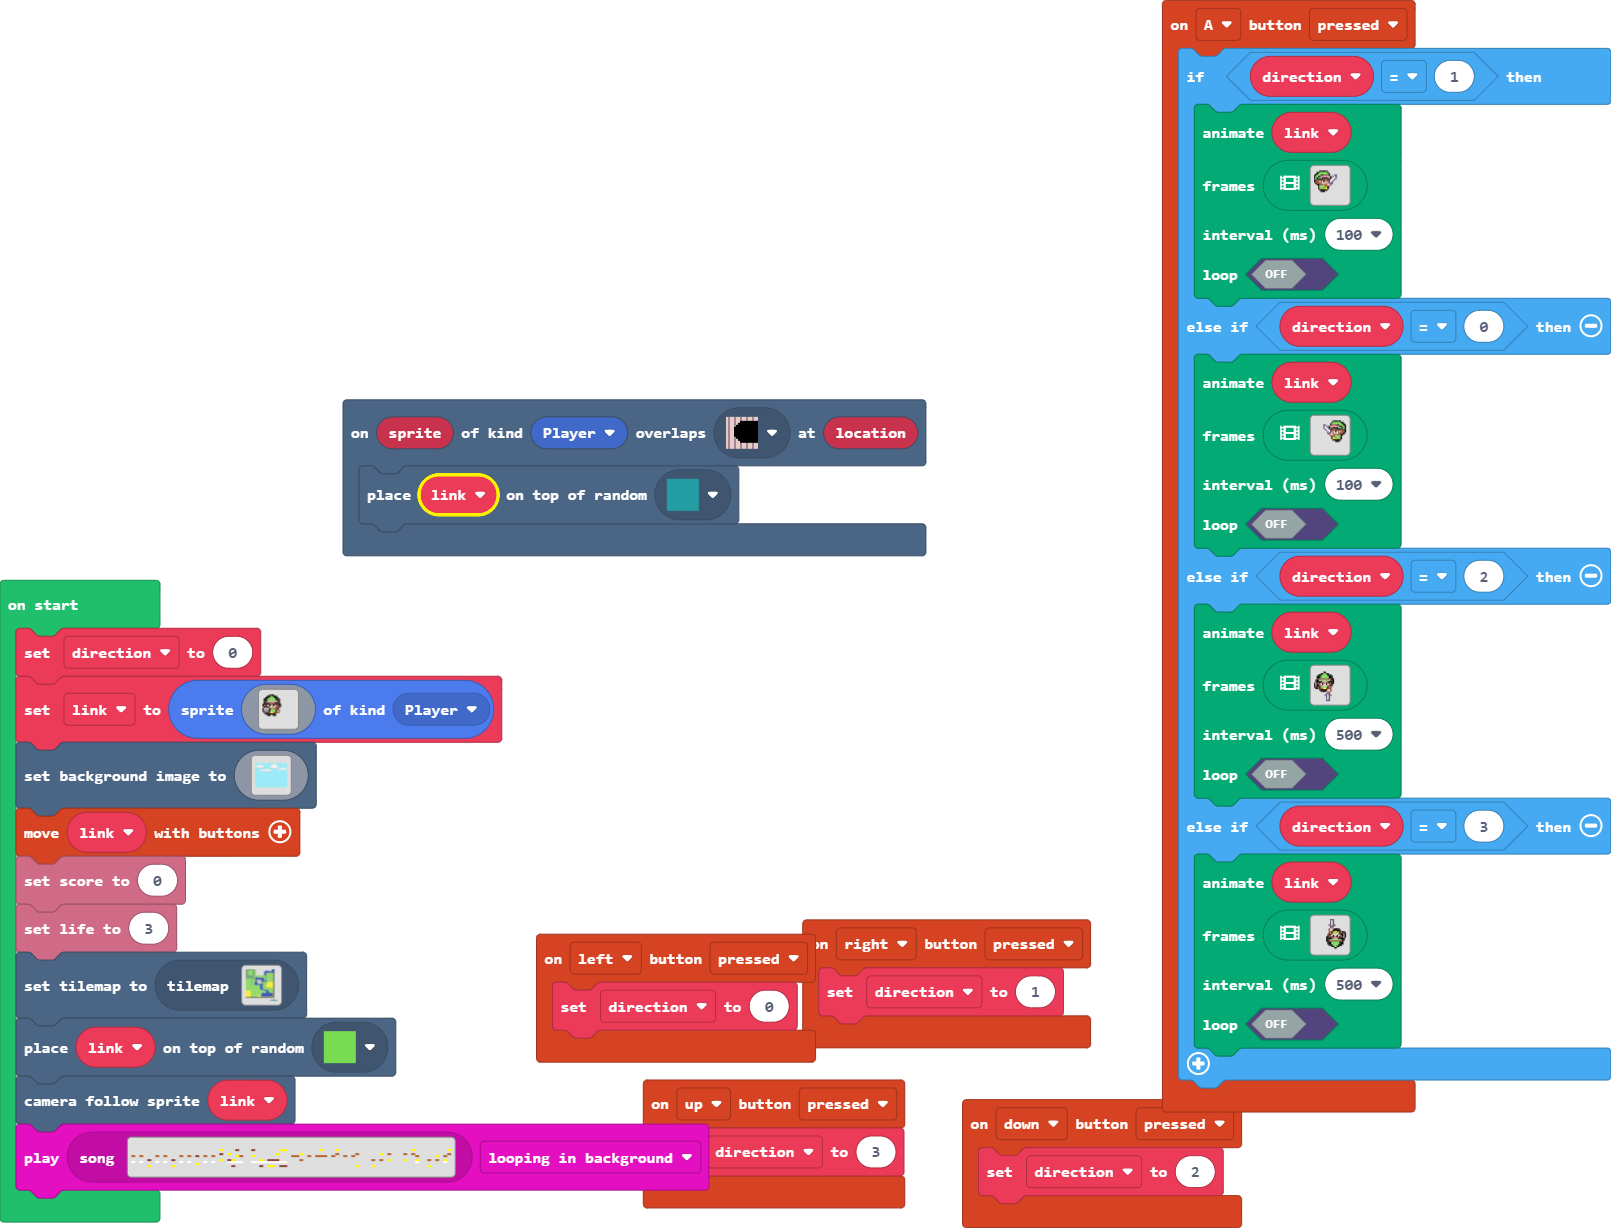 on A button pressed
if direction = 1 then
animate link
frames
interval (ms) 100
loop OFF
else if direction = 0 then
animate link
frames
interval (ms) 100
loop OFF
else if direction = 2 then
animate link
frames
interval (ms) 500
loop OFF
else if direction = 3 then
animate link
frames
interval (ms) 500
loop OFF
on sprite of kind Player overlaps at location
place link on top of random
on start
set direction to 0
set link to sprite of kind Player
set background image to
move link with buttons
set score to 0
set life to 3
set tilemap to tilemap
place link on top of random
camera follow sprite link
play song looping in background
on left button pressed
set direction to 0
on right button pressed
set direction to 1
on up button pressed
direction to 3
on down button pressed
set direction to 2